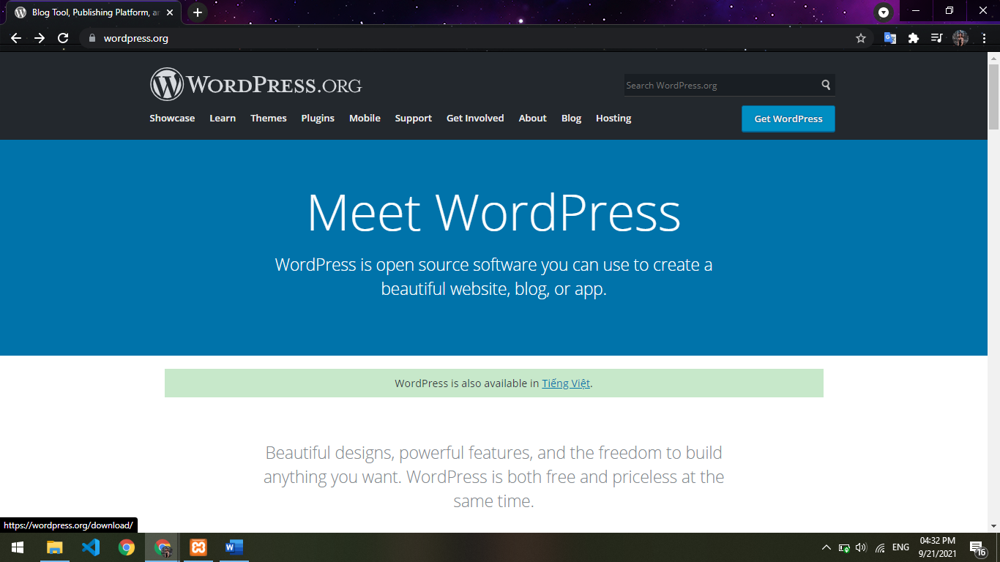 Blog Tool, Publishing Platform, ar
wordpress.org
WORDPRESS.ORG
Search WordPress.org
Showcase Learn Themes Plugins Mobile Support Get Involved About Blog Hosting
Get WordPress
Meet WordPress
WordPress is open source software you can use to create a
beautiful website, blog, or app.
WordPress is also available in Tiếng Việt.
Beautiful designs, powerful features, and the freedom to build
anything you want. WordPress is both free and priceless at the
same time.
https://wordpress.org/download/
ENG
04:32 PM
9/21/2021
16